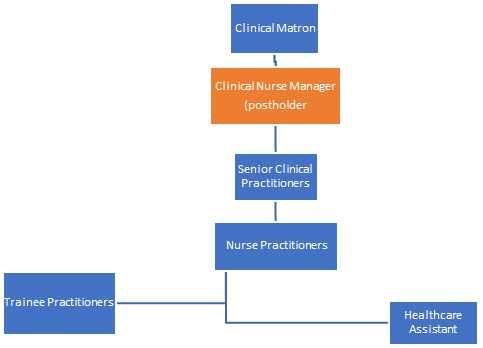 Clinical Matron
Clinical Nurse Manager
(postholder
Senior Clinical
Practitioners
Nurse Practitioners
Trainee Practitioners
Healthcare
Assistant